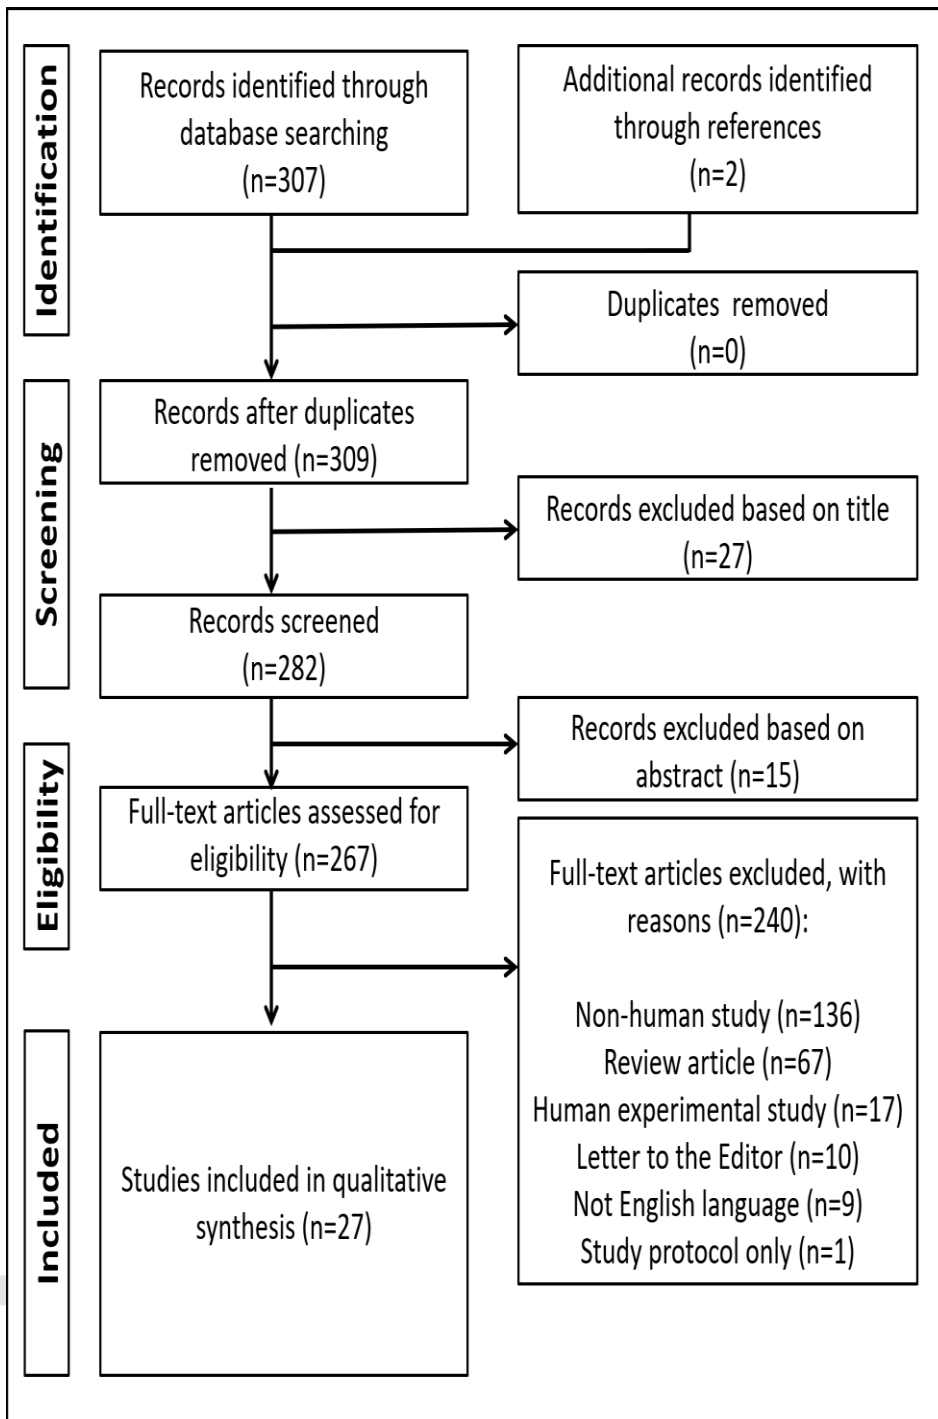 Identification
Records identified through
database searching
(n=307)
Additional records identified
through references
(n=2)
Duplicates removed
(n=0)
Screening
Records after duplicates
removed (n=309)
Records excluded based on title
(n=27)
Records screened
(n=282)
Records excluded based on
abstract (n=15)
Eligibility
Full-text articles assessed for
eligibility (n=267)
Full-text articles excluded, with
reasons (n=240):
Non-human study (n=136)
Review article (n=67)
Human experimental study (n=17)
Letter to the Editor (n=10)
Not English language (n=9)
Study protocol only (n=1)
Included
Studies included in qualitative
synthesis (n=27)